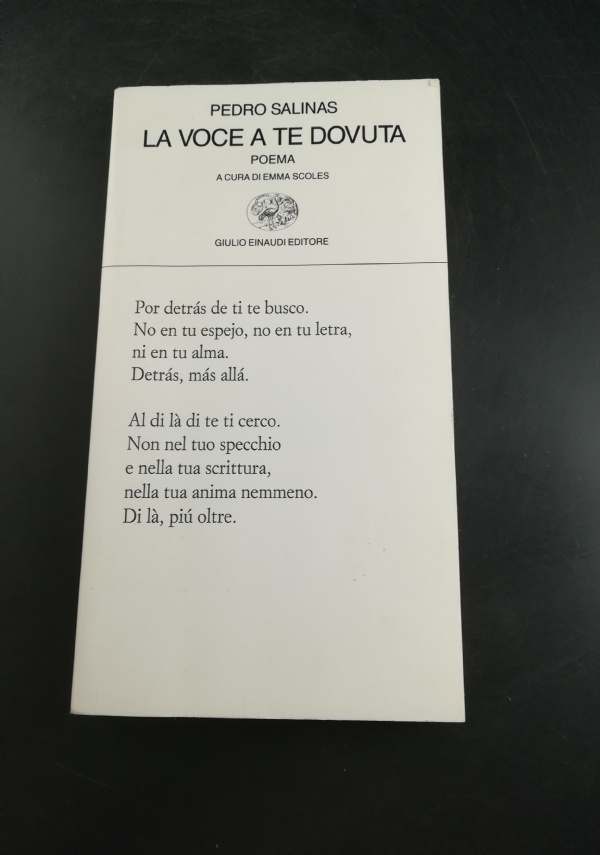 PEDRO SALINAS
LA VOCE A TE DOVUTA
POEMA
A CURA DI EMMA SCOLES
GIULIO EINAUDI EDITORE
Por detrás de ti te busco.
No en tu espejo, no en tu letra,
ni en tu alma.
Detrás, más allá.
Al di là di te ti cerco.
Non nel tuo specchio
e nella tua scrittura,
nella tua anima nemmeno.
Di là, piú oltre.